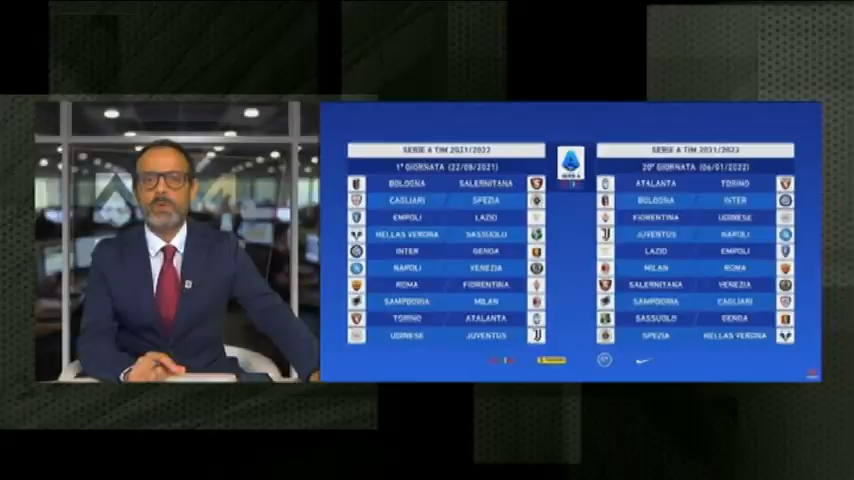 SERIE A TIM 2021/2022
1ª GIORNATA (22/08/2021)
BOLOGNA SALERNITANA
CAGLIARI / SPEZIA
EMPOLI LAZIO
HELLAS VERONA SASSUOLO
INTER GENOA
NAPOLI VENEZIA
ROMA FIORENTINA
SAMPDORIA MILAN
TORINO ATALANTA
UDINESE JUVENTUS
SERIE A
SERIE A TIM 2021/2022
20ª GIORNATA (06/01/2022)
ATALANTA TORINO
BOLOGNA / INTER
FIORENTINA UDINESE
JUVENTUS NAPOLI
LAZIO EMPOLI
MILAN ROMA
SALERNITANA VENEZIA
SAMPDORIA CAGLIARI
SASSUOLO GENOA
SPEZIA HELLAS VERONA